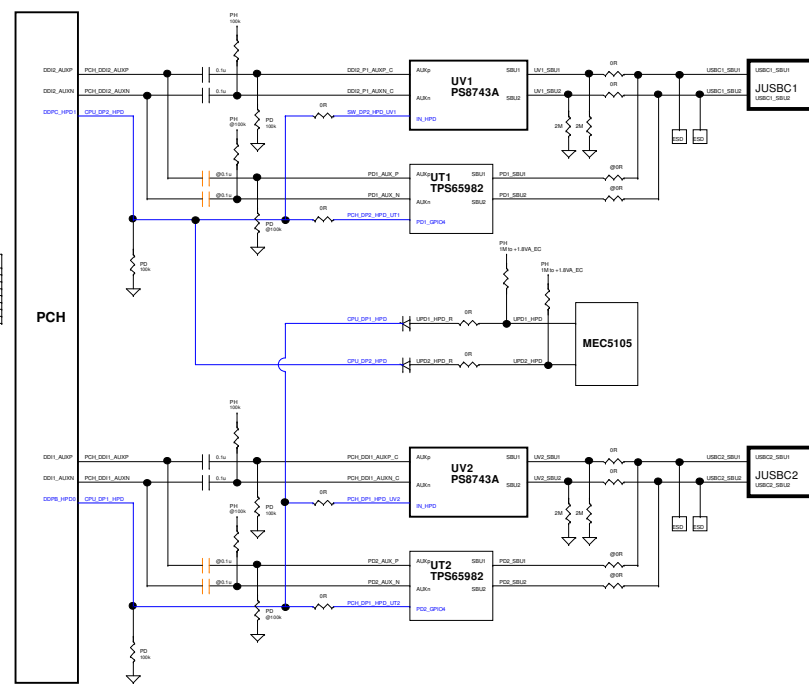 PH
100k
DDI2_AUXP PCH_DDI2_AUXP 0.1u DDI2_P1_AUXP_C AUXp UV1 SBU1 UV1_SBU1 0R USBC1_SBU1 USBC1_SBU1
PS8743A JUSBC1
DDI2_AUXN PCH_DDI2_AUXN 0.1u DDI2_P1_AUXN_C AUXn SBU2 UV1_SBU2 0R USBC1_SBU2 USBC1_SBU2
DDPC_HPD1 CPU_DP2_HPD 0R SW_DP2_HPD_UV1 IN_HPD
PD
100k
PH
@100k
2M 2M ESD ESD
@0.1u PD1_AUX_P AUXp UT1 SBU1 PD1_SBU1 @0R
TPS65982
@0.1u PD1_AUX_N AUXn SBU2 PD1_SBU2 @0R
0R PCH_DP2_HPD_UT1 PD1_GPIO4
PD
@100k
PD
100k
PH
1M to +1.8VA_EC
PH
1M to +1.8VA_EC
PCH
CPU_DP1_HPD UPD1_HPD_R 0R UPD1_HPD
MEC5105
CPU_DP2_HPD UPD2_HPD_R 0R UPD2_HPD
PH
100k
DDI1_AUXP PCH_DDI1_AUXP 0.1u PCH_DDI1_AUXP_C AUXp UV2 SBU1 UV2_SBU1 0R USBC2_SBU1 USBC2_SBU1
PS8743A JUSBC2
DDI1_AUXN PCH_DDI1_AUXN 0.1u PCH_DDI1_AUXN_C AUXn SBU2 UV2_SBU2 0R USBC2_SBU2 USBC2_SBU2
DDPB_HPD0 CPU_DP1_HPD 0R PCH_DP1_HPD_UV2 IN_HPD
PD
100k
PH
@100k
2M 2M ESD ESD
@0.1u PD2_AUX_P AUXp UT2 SBU1 PD2_SBU1 @0R
TPS65982
@0.1u PD2_AUX_N AUXn SBU2 PD2_SBU2 @0R
0R PCH_DP1_HPD_UT2 PD2_GPIO4
PD
@100k
PD
100k